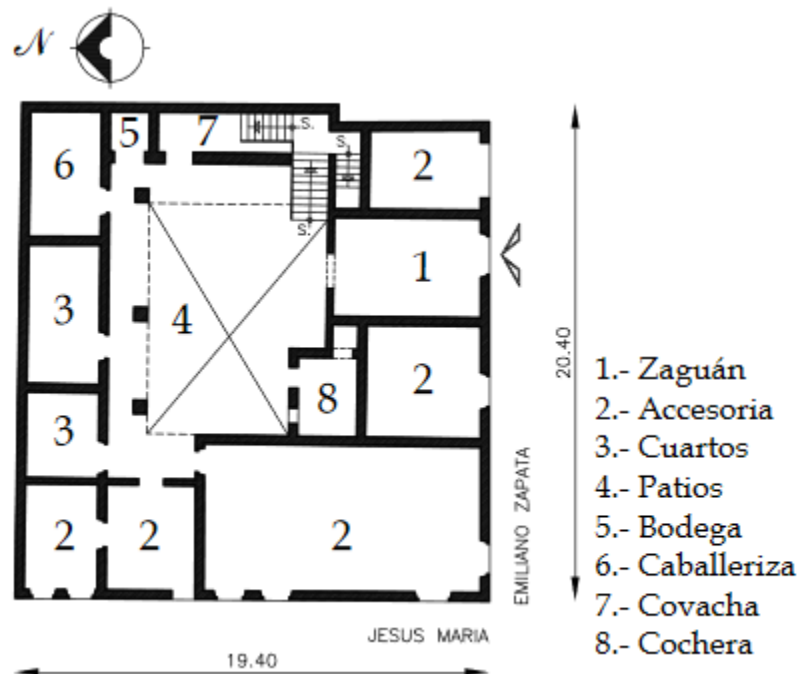 N
5
7
S.
6
S.
2
S.
1
3
4
20.40
2
8
1.- Zaguán
2.- Accesoria
3
3.- Cuartos
4.- Patios
5.- Bodega
2
2
2
EMILIANO ZAPATA
6.- Caballeriza
7.- Covacha
JESUS MARIA
8.- Cochera
19.40